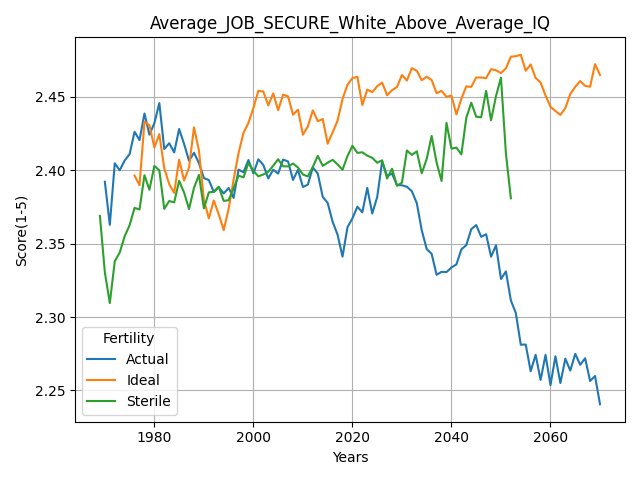 Average_JOB_SECURE_White_Above_Average_IQ
Score(1-5)
2.45
2.40
2.35
2.30
2.25
Fertility
Actual
Ideal
Sterile
1980
2000
2020
2040
2060
Years